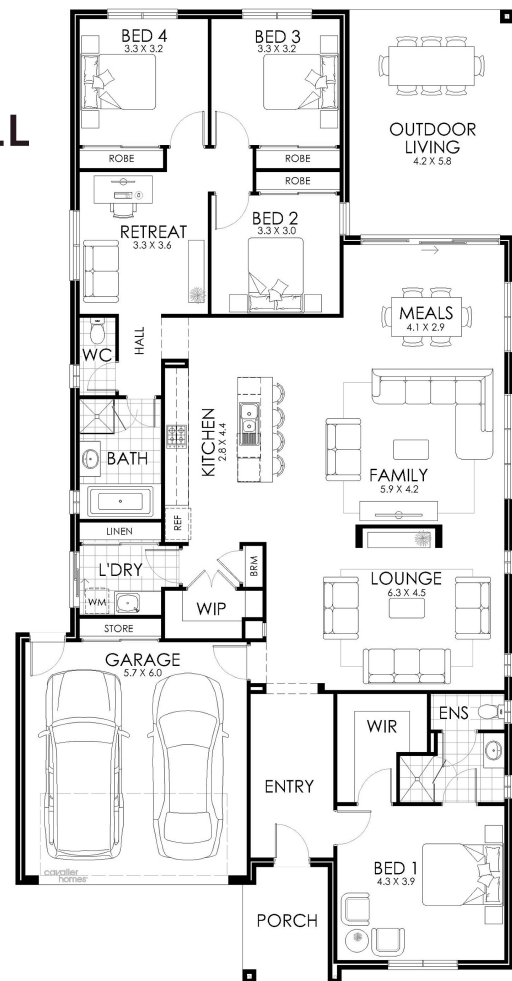 LL
BED 4
3.3 X 3.2
BED 3
3.3 X 3.2
OUTDOOR
LIVING
4.2 X 5.8
ROBE
ROBE
ROBE
RETREAT
3.3 X 3.6
BED 2
3.3 X 3.0
MEALS
4.1 X 2.9
WC
HALL
KITCHEN
2.8 X 4.4
BATH
FAMILY
5.9 X 4.2
REF
LINEN
L'DRY
BRM
WM
WIP
LOUNGE
6.3 X 4.5
STORE
GARAGE
5.7 X 6.0
WIR
ENS
ENTRY
BED 1
4.3 X 3.9
cavalier
homes
PORCH